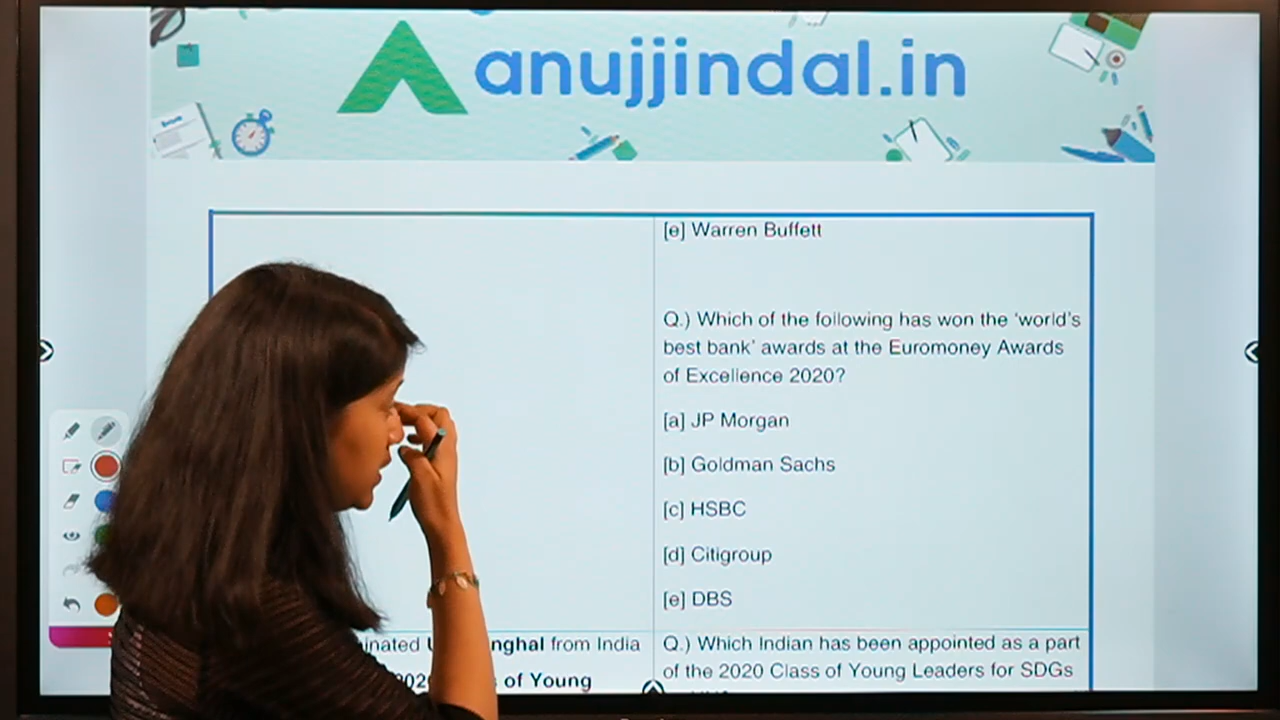 anujjindal.in
[e] Warren Buffett
Q.) Which of the following has won the ‘world’s
best bank’ awards at the Euromoney Awards
of Excellence 2020?
[a] JP Morgan
[b] Goldman Sachs
[c] HSBC
[d] Citigroup
[e] DBS
from India
of Young
Q.) Which Indian has been appointed as a part
of the 2020 Class of Young Leaders for SDGs